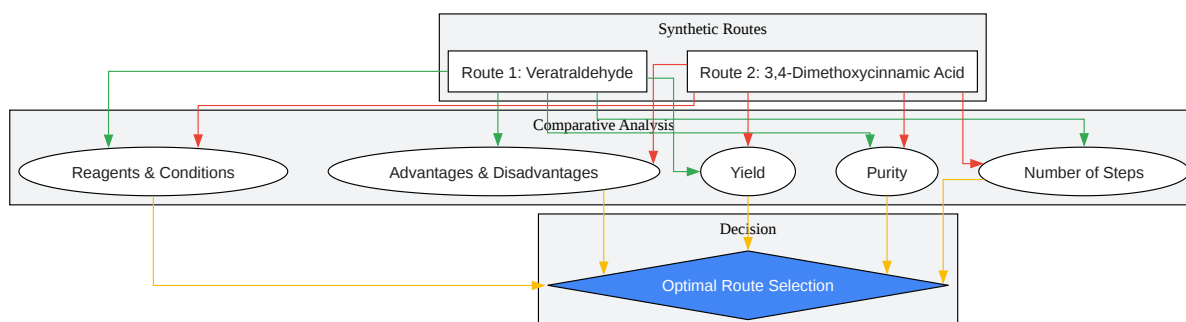 Synthetic Routes
Route 1: Veratraldehyde
Route 2: 3,4-Dimethoxycinnamic Acid
Comparative Analysis
Reagents & Conditions
Advantages & Disadvantages
Yield
Purity
Number of Steps
Decision
Optimal Route Selection